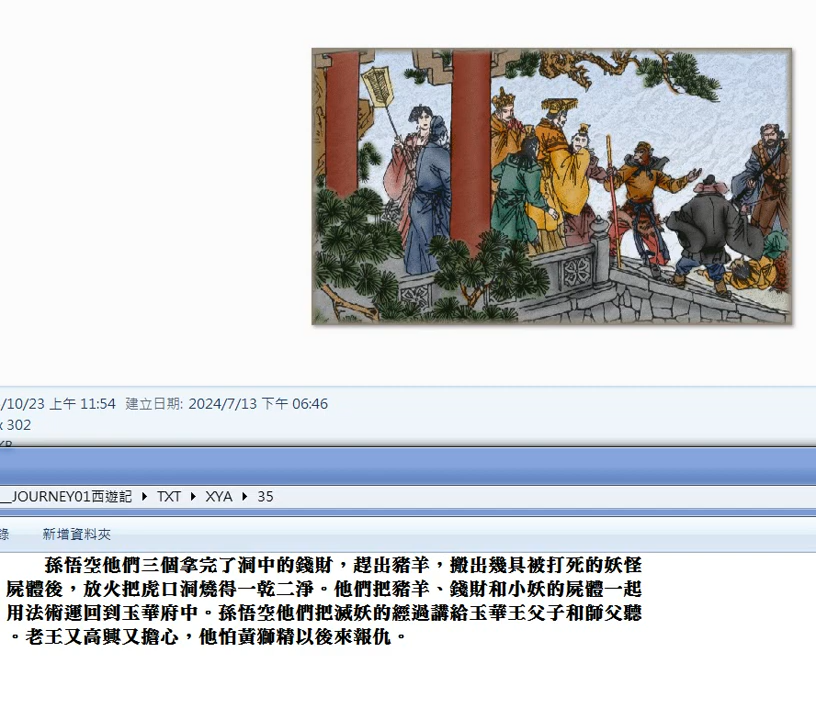 /10/23 上午 11:54 建立日期: 2024/7/13 下午 06:46
x 302
KB
__JOURNEY01西遊記 ▸ TXT ▸ XYA ▸ 35
錄 新增資料夾
孫悟空他們三個拿完了洞中的錢財，趕出豬羊，搬出幾具被打死的妖怪
屍體後，放火把虎口洞燒得一乾二淨。他們把豬羊、錢財和小妖的屍體一起
用法術運回到玉華府中。孫悟空他們把滅妖的經過講給玉華王父子和師父聽
。老王又高興又擔心，他怕黃獅精以後來報仇。